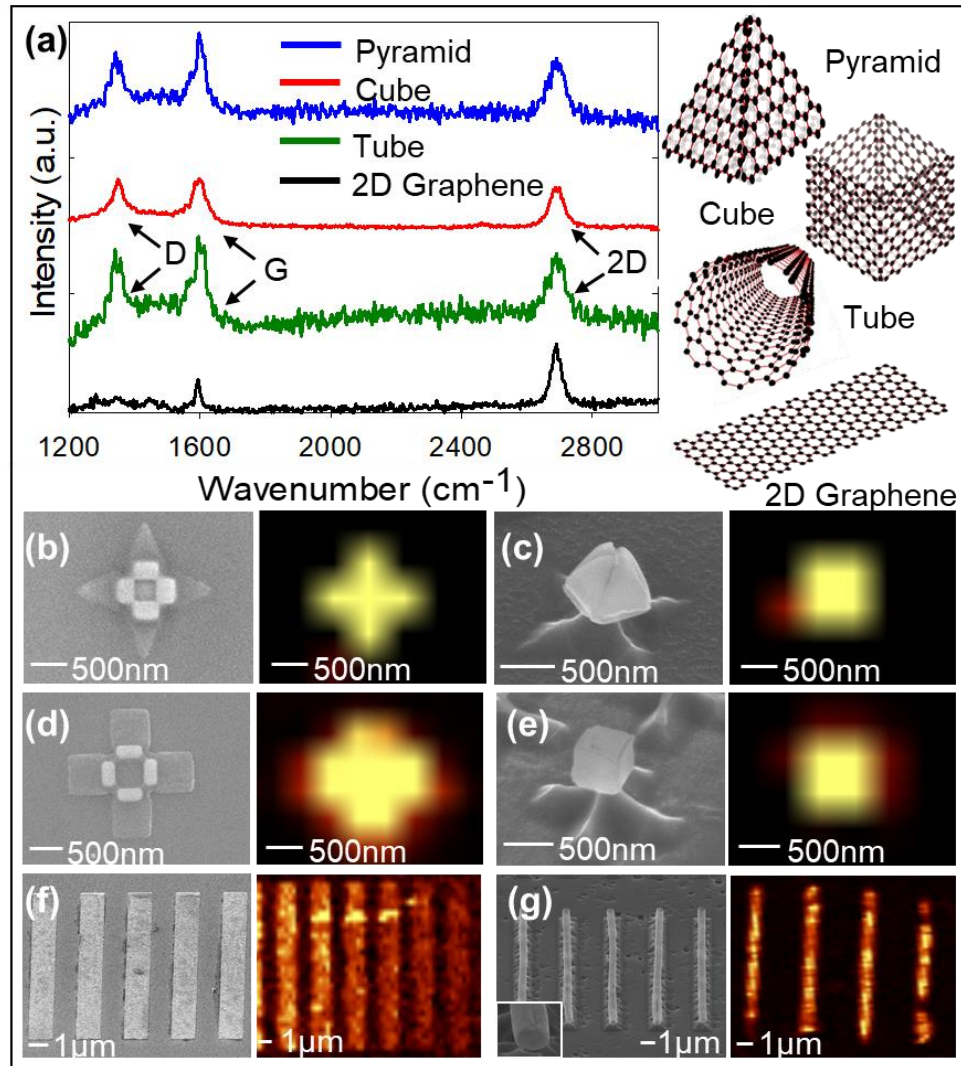 (a)
Pyramid
Cube
Tube
2D Graphene
D
G
2D
Intensity (a.u.)
1200 1600 2000 2400 2800
Wavenumber (cm⁻¹)
Pyramid
Cube
Tube
2D Graphene
(b)
500nm
500nm
(c)
500nm
500nm
(d)
500nm
500nm
(e)
500nm
500nm
(f)
1μm
1μm
(g)
1μm
1μm